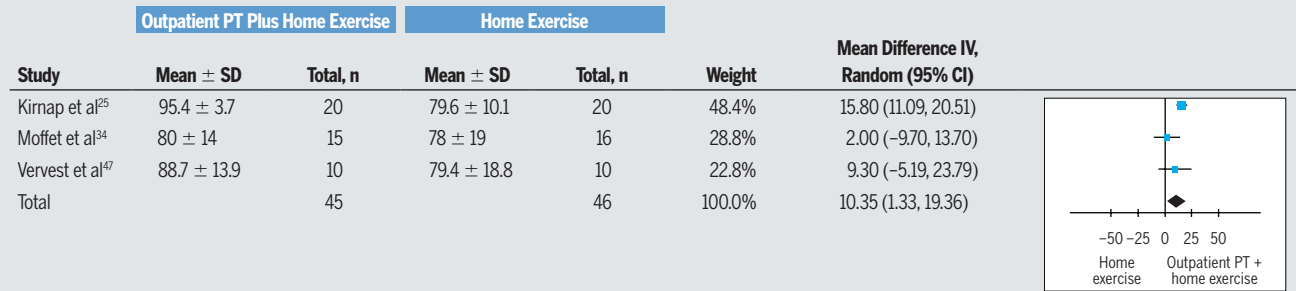 Outpatient PT Plus Home Exercise Home Exercise
Mean Difference IV,
Study Mean ± SD Total, n Mean ± SD Total, n Weight Random (95% CI)
Kirnap et al25 95.4 ± 3.7 20 79.6 ± 10.1 20 48.4% 15.80 (11.09, 20.51)
Moffet et al34 80 ± 14 15 78 ± 19 16 28.8% 2.00 (–9.70, 13.70)
Vervest et al47 88.7 ± 13.9 10 79.4 ± 18.8 10 22.8% 9.30 (–5.19, 23.79)
Total 45 46 100.0% 10.35 (1.33, 19.36)
–50 –25 0 25 50
Home Outpatient PT +
exercise home exercise